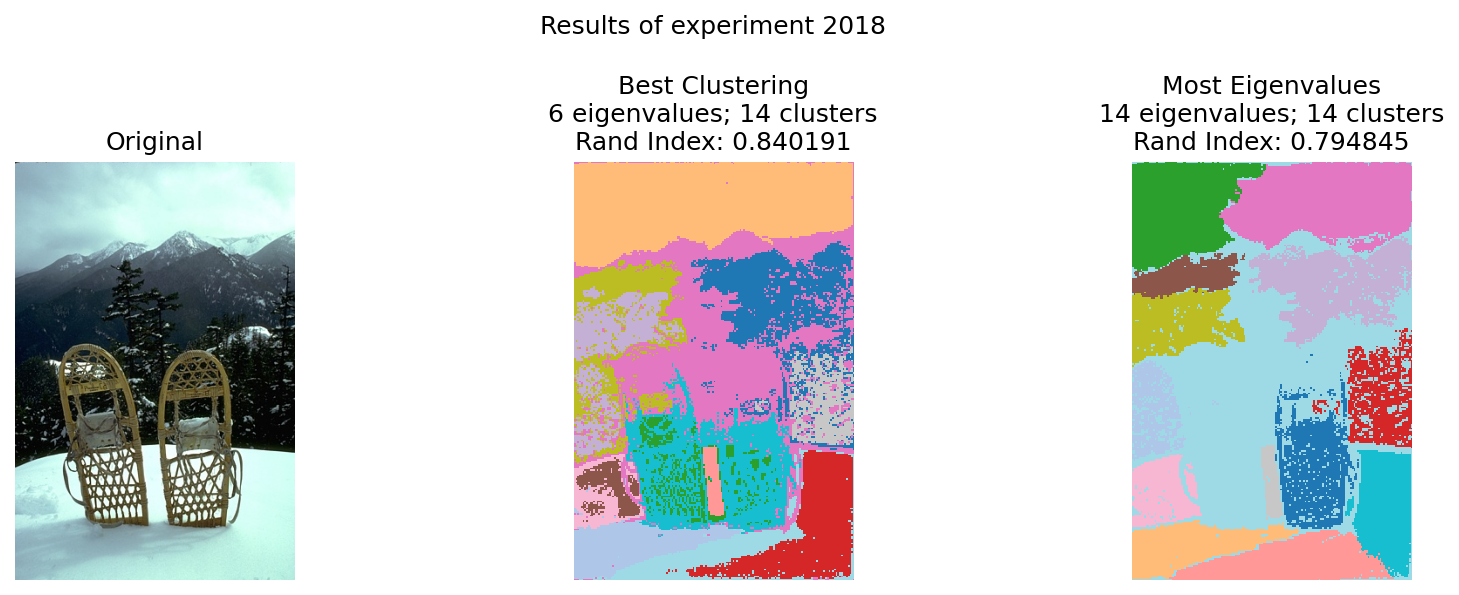 Results of experiment 2018
Original
Best Clustering
6 eigenvalues; 14 clusters
Rand Index: 0.840191
Most Eigenvalues
14 eigenvalues; 14 clusters
Rand Index: 0.794845